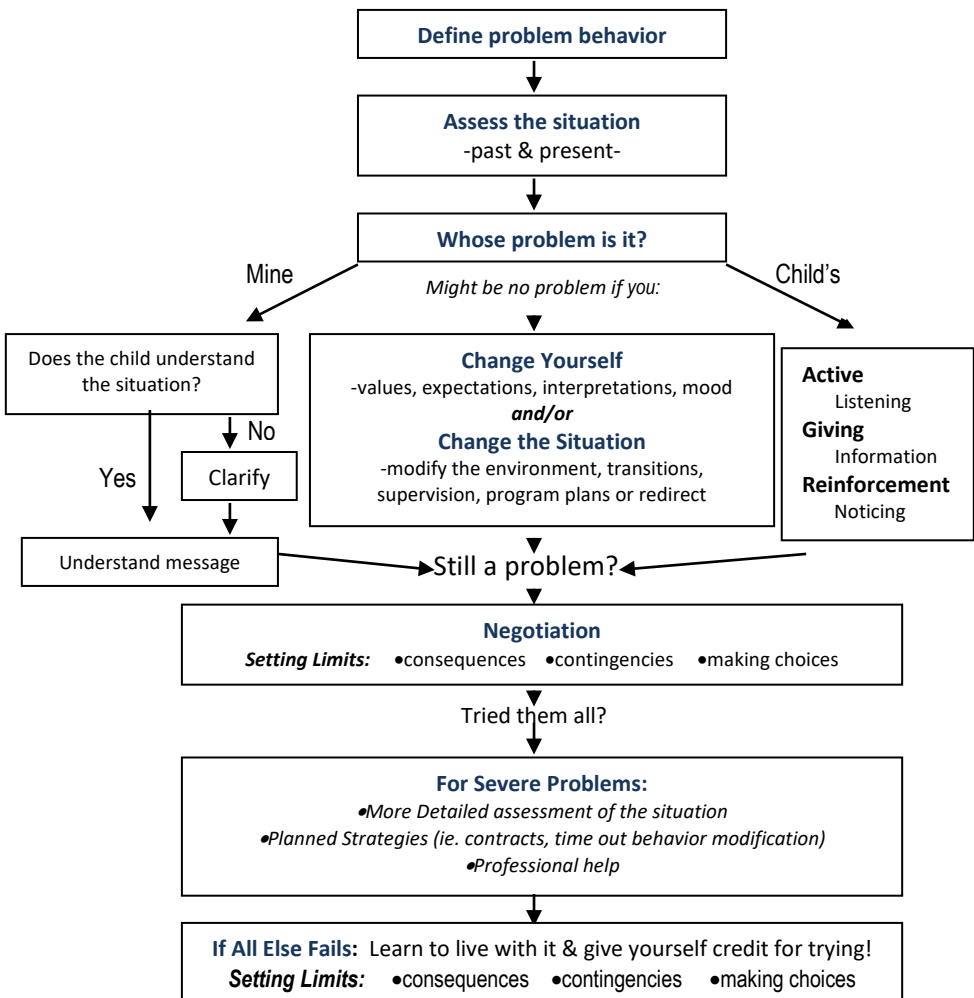 Define problem behavior
Assess the situation
-past & present-
Whose problem is it?
Mine
Might be no problem if you:
Child’s
Does the child understand
the situation?
Yes
No
Clarify
Understand message
Change Yourself
-values, expectations, interpretations, mood
and/or
Change the Situation
-modify the environment, transitions,
supervision, program plans or redirect
Active
Listening
Giving
Information
Reinforcement
Noticing
Still a problem?
Negotiation
Setting Limits: •consequences •contingencies •making choices
Tried them all?
For Severe Problems:
•More Detailed assessment of the situation
•Planned Strategies (ie. contracts, time out behavior modification)
•Professional help
If All Else Fails: Learn to live with it & give yourself credit for trying!
Setting Limits: •consequences •contingencies •making choices